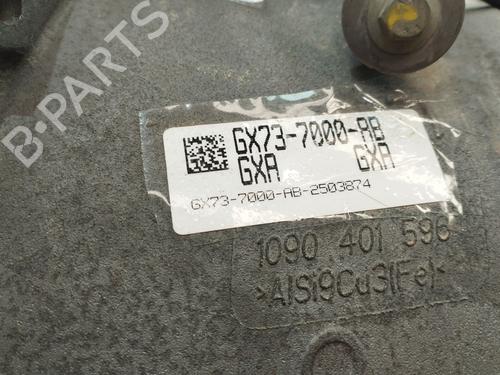 B-PARTS
GX73-7000-AB
GXA GXA
GX73-7000-AB-2503874
1090 401 596
>AlSi9Cu3(Fe)<